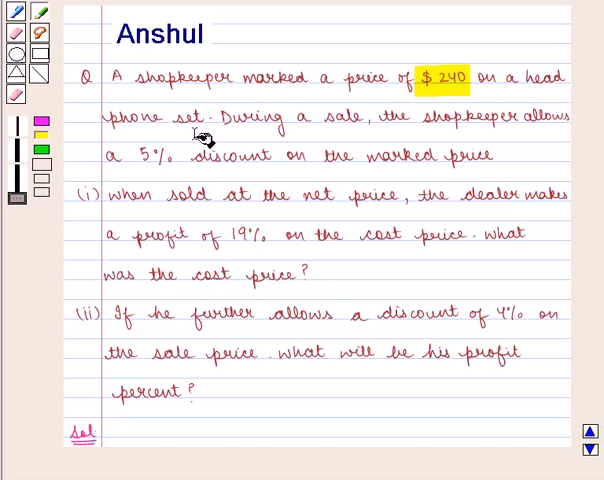 Anshul
Q A shopkeeper marked a price of $ 240 on a head
phone set. During a sale, the shopkeeper allows
a 5% discount on the marked price
(i) When sold at the net price, the dealer makes
a profit of 19% on the cost price. What
was the cost price?
(ii) If he further allows a discount of 4% on
the sale price. What will be his profit
percent?
Sol.